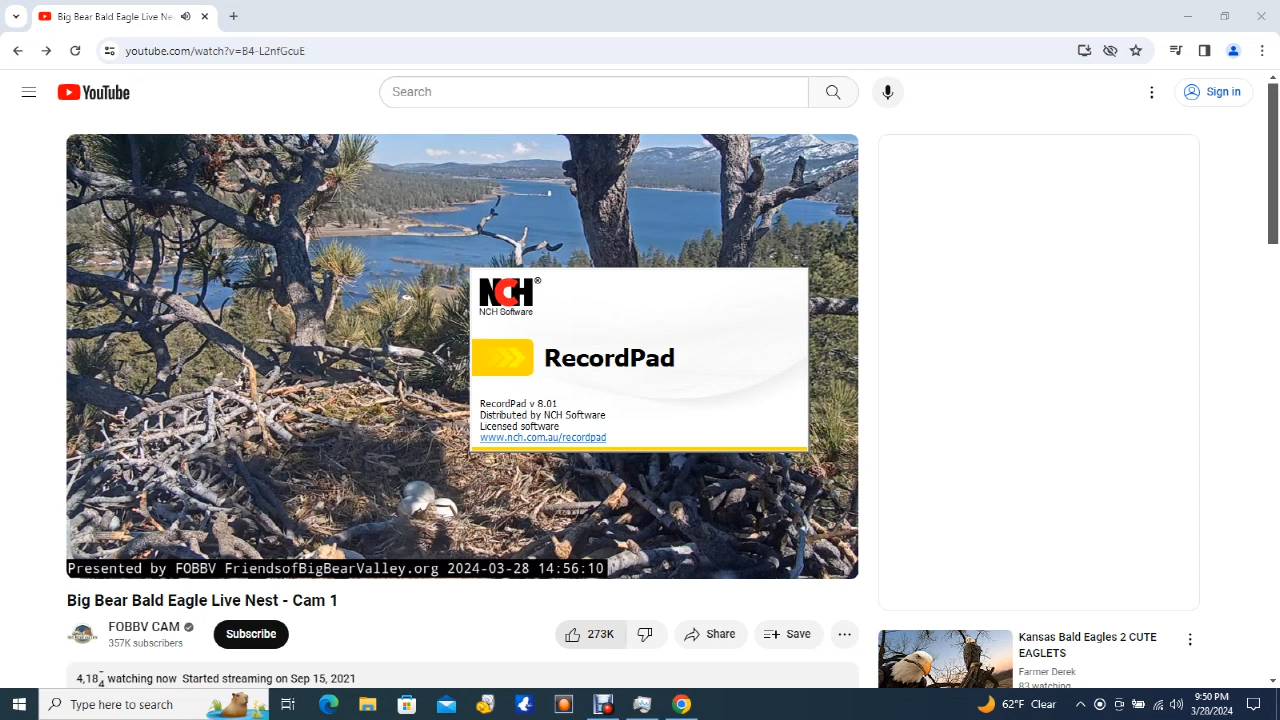 Big Bear Bald Eagle Live Ne
youtube.com/watch?v=B4-L2nfGcuE
YouTube
Search
Sign in
NCH®
NCH Software
RecordPad
RecordPad v 8.01
Distributed by NCH Software
Licensed software
www.nch.com.au/recordpad
Presented by FOBBV FriendsofBigBearValley.org 2024-03-28 14:56:10
Big Bear Bald Eagle Live Nest - Cam 1
FOBBV CAM
357K subscribers
Subscribe
273K
Share
Save
4,18 watching now Started streaming on Sep 15, 2021
Kansas Bald Eagles 2 CUTE
EAGLETS
Farmer Derek
83 watching
Type here to search
62°F Clear
9:50 PM
3/28/2024